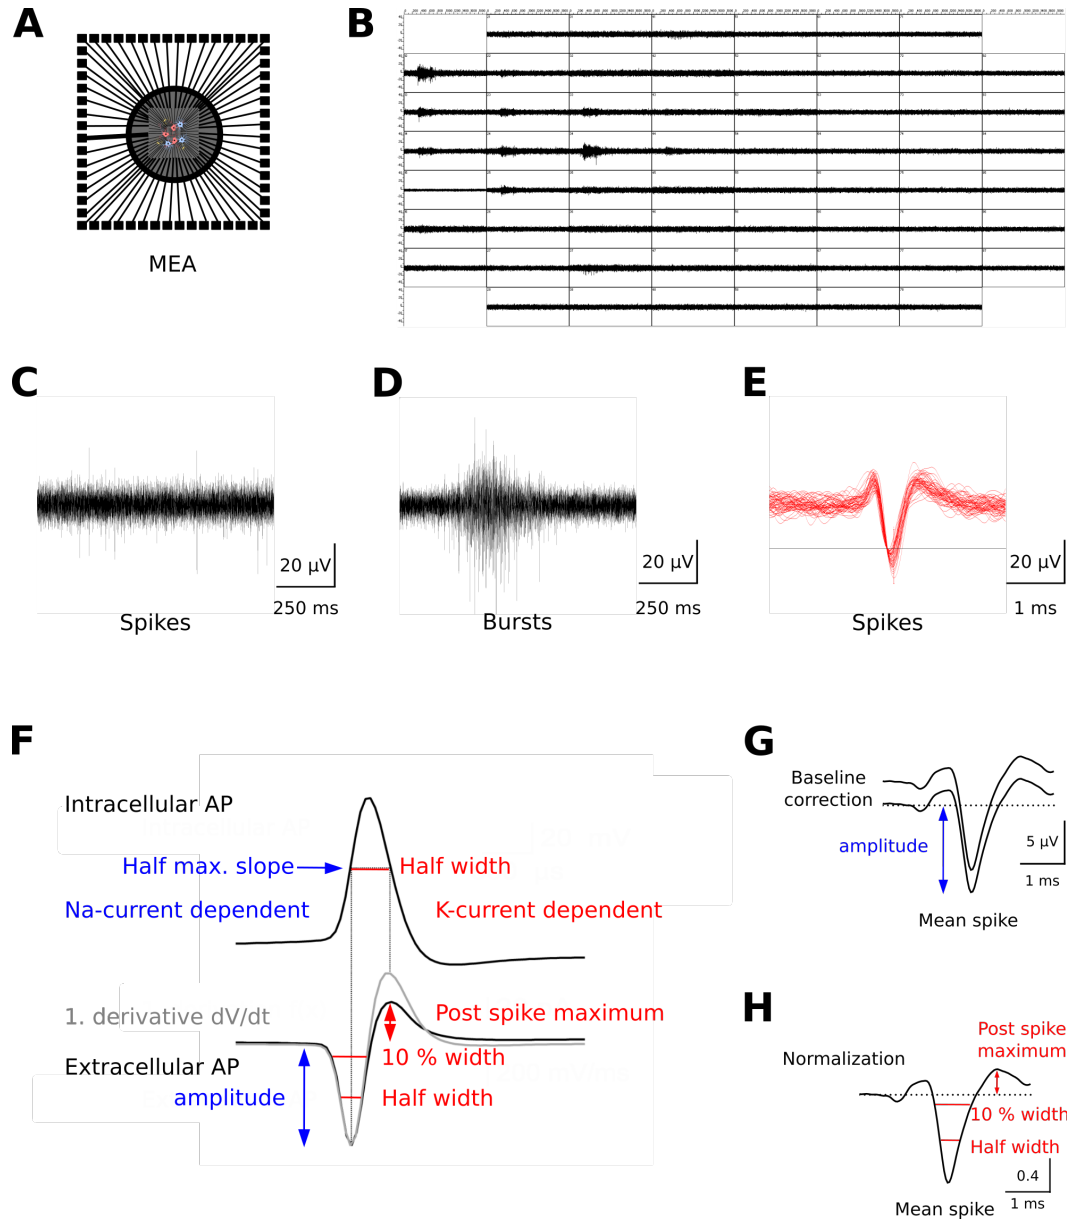 A
MEA
B
C
20 µV
250 ms
Spikes
D
20 µV
250 ms
Bursts
E
20 µV
1 ms
Spikes
F
Intracellular AP
Half max. slope
Half width
Na-current dependent
K-current dependent
1. derivative dV/dt
Post spike maximum
Extracellular AP
10 % width
amplitude
Half width
G
Baseline
correction
amplitude
5 µV
1 ms
Mean spike
H
Normalization
Post spike
maximum
10 % width
Half width
0.4
1 ms
Mean spike